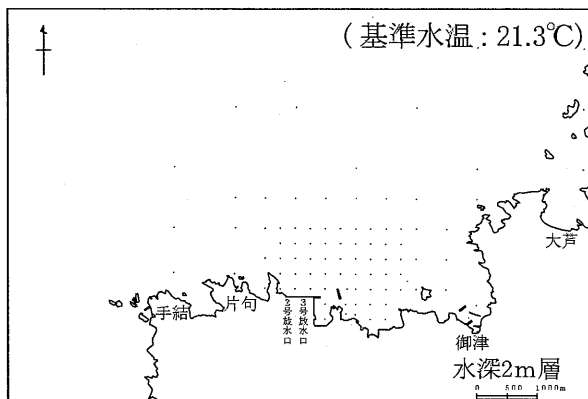 (基準水温：21.3℃)
大芦
片句
手結
2号放水口
3号放水口
御津
水深2m層
0 500 1000m